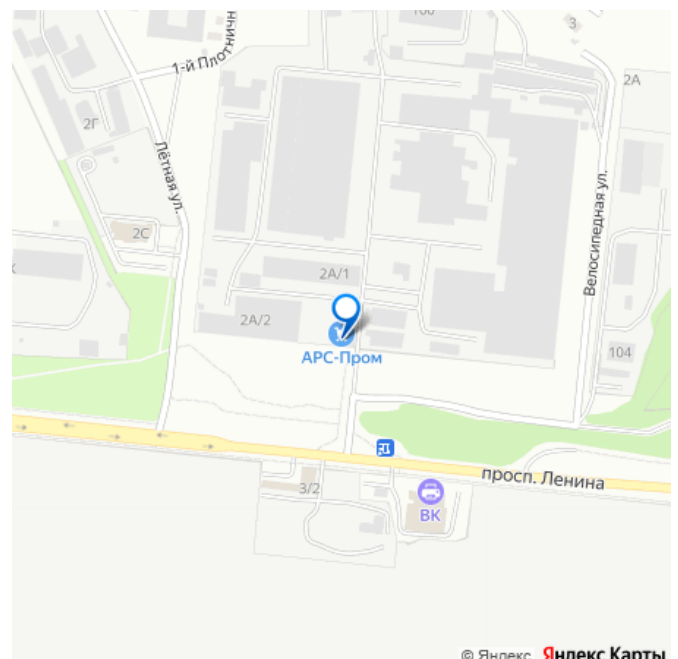 100
3
1-й Плотничн
2А
2Г
Лётная ул.
Велосипедная ул.
2С
2А/1
2А/2
АРС-Пром
104
просп. Ленина
3/2
ВК
© Яндекс Яндекс Карты